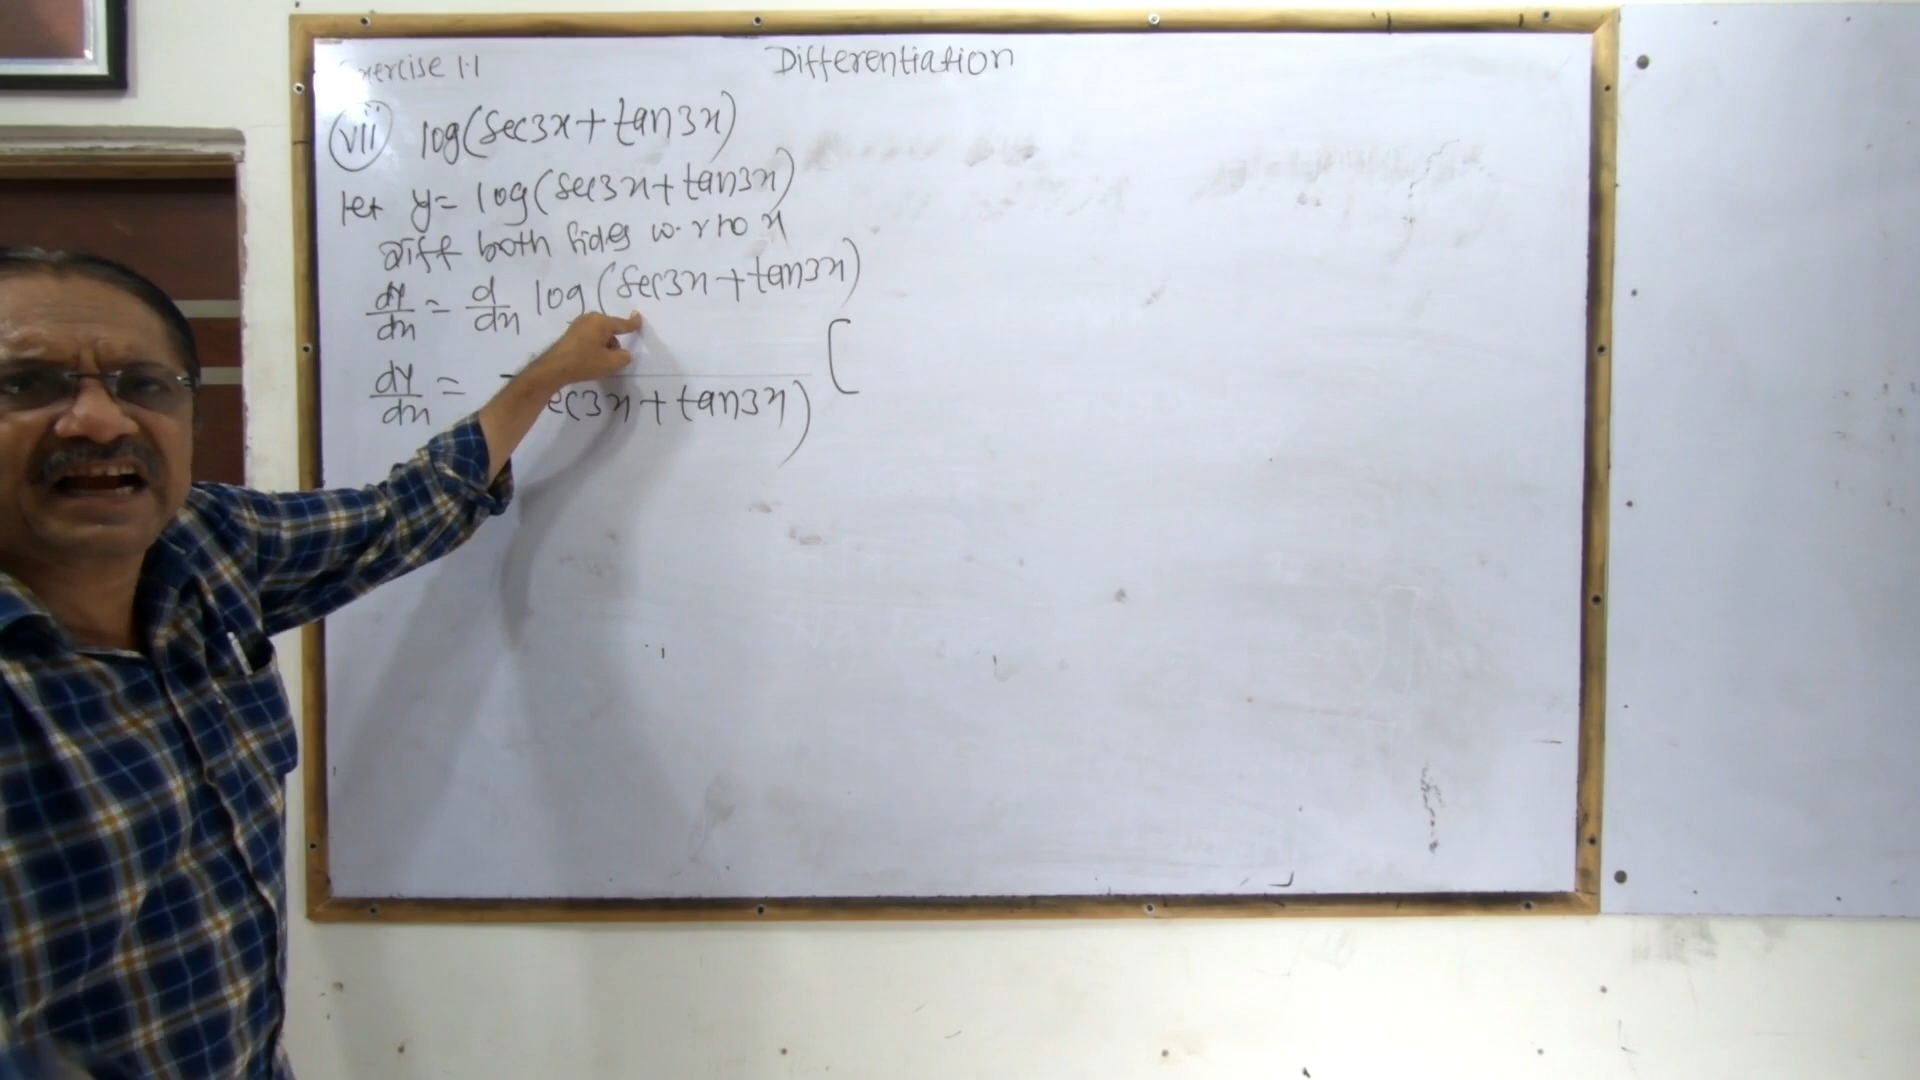 Exercise 1.1
Differentiation
(vii) log(sec3x+tan3x)
let y= log(sec3x+tan3x)
Diff both sides w.r to x
dy/dx = d/dx log(sec3x+tan3x)
dy/dx = ec3x+tan3x) [